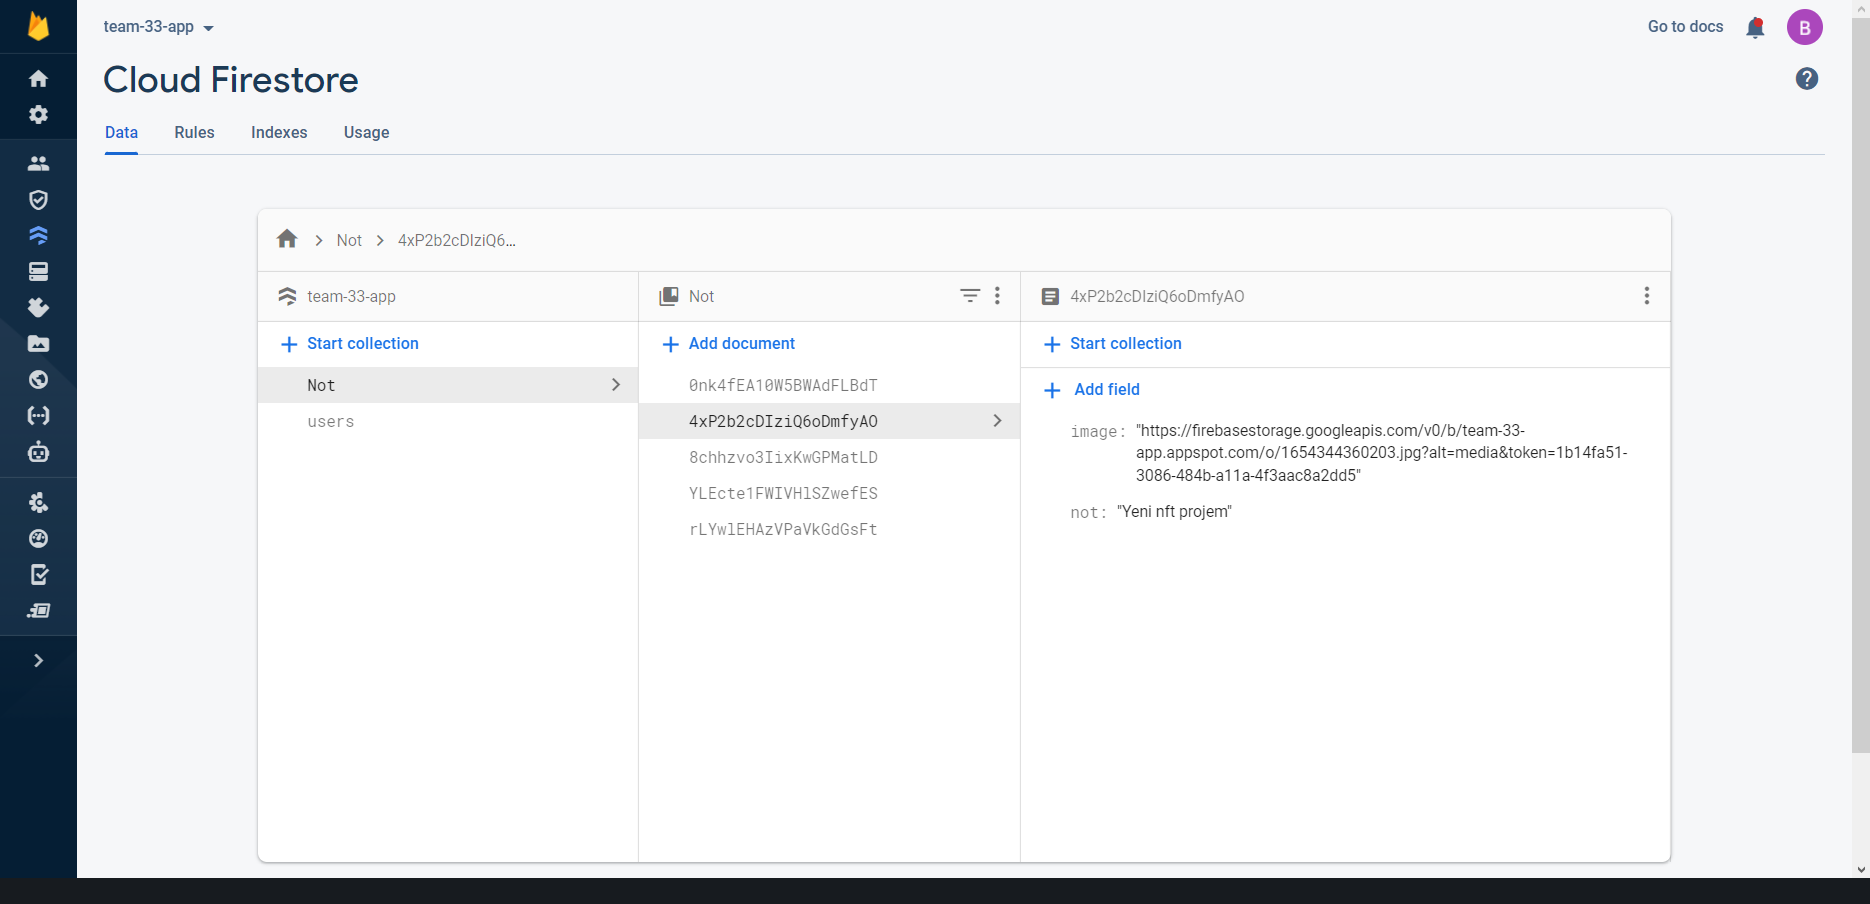 team-33-app
Go to docs
B
Cloud Firestore
?
Data Rules Indexes Usage
Not 4xP2b2cDIziQ6...
team-33-app
Not
4xP2b2cDIziQ6oDmfyAO
+ Start collection
+ Add document
+ Start collection
Not
users
0nk4fEA10W5BWAdFLBdT
4xP2b2cDIziQ6oDmfyAO
8chhzvo3IixKwGPMatLD
YLEcte1FWIVHlSZwefES
rLYwlEHAzVPaVkGdGsFt
+ Add field
image: "https://firebasestorage.googleapis.com/v0/b/team-33-
app.appspot.com/o/1654344360203.jpg?alt=media&token=1b14fa51-
3086-484b-a11a-4f3aac8a2dd5"
not: "Yeni nft projem"